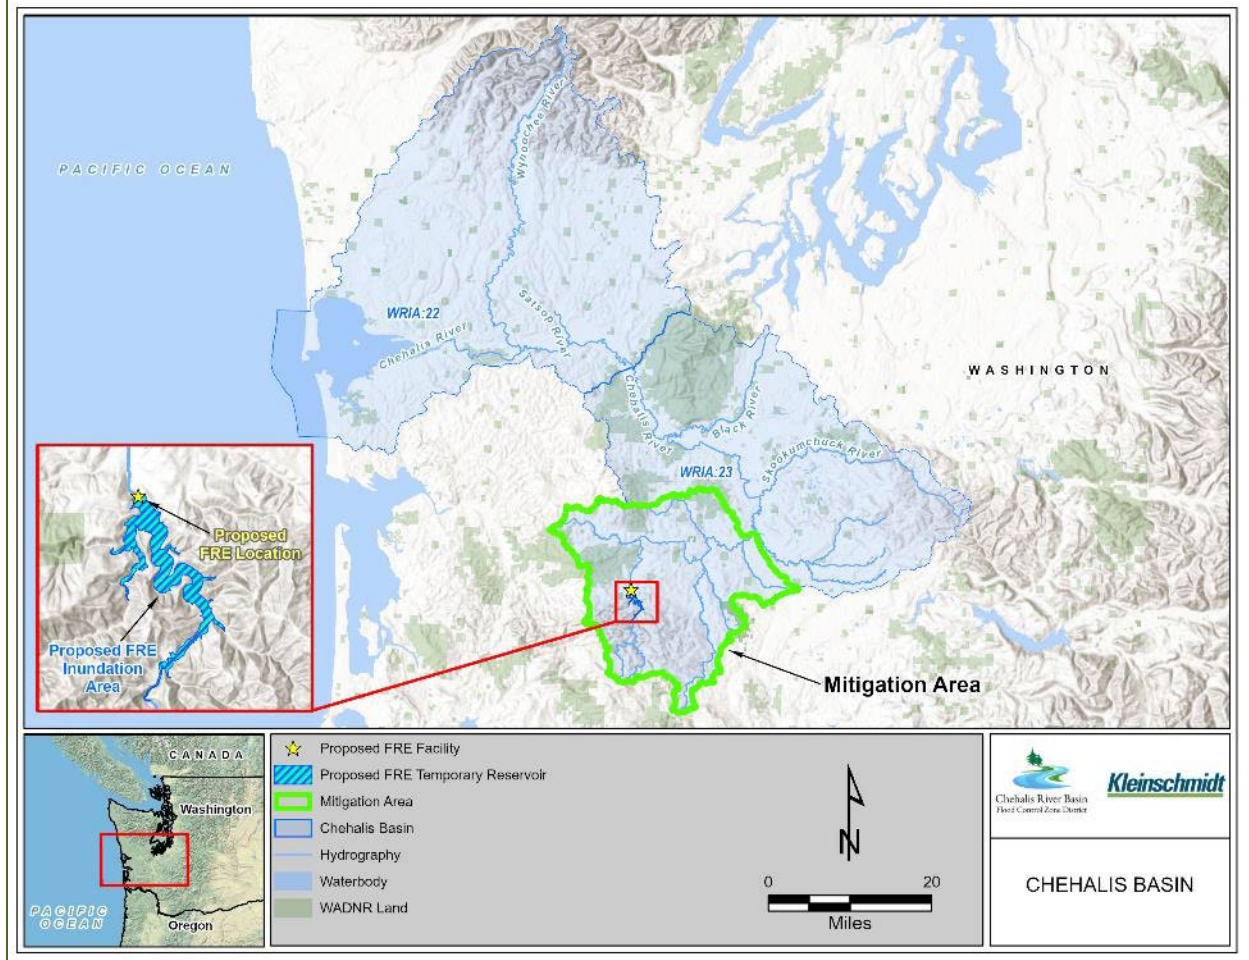 PACIFIC OCEAN
Wynoochee River
WRIA:22
Chehalis River
Satsop River
WASHINGTON
Chehalis River
Black River
Skookumchuck River
WRIA:23
Proposed
FRE Location
Proposed FRE
Inundation
Area
Mitigation Area
CANADA
Washington
PACIFIC
OCEAN
Oregon
Proposed FRE Facility
Proposed FRE Temporary Reservoir
Mitigation Area
Chehalis Basin
Hydrography
Waterbody
WADNR Land
N
0 20
Miles
Chehalis River Basin
Flood Control Zone District
Kleinschmidt
CHEHALIS BASIN